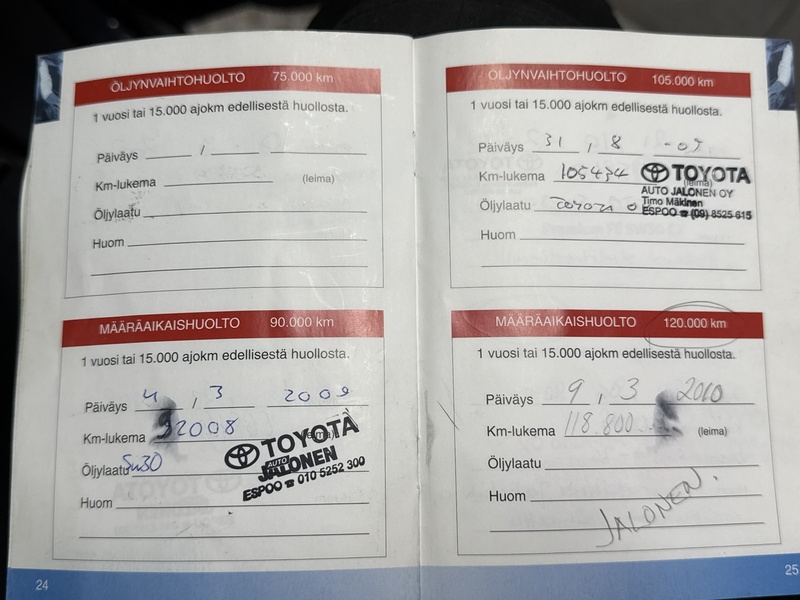 ÖLJYNVAIHTOHUOLTO 75.000 km
1 vuosi tai 15.000 ajokm edellisestä huollosta.
Päiväys /
Km-lukema (leima)
Öljylaatu
Huom
MÄÄRÄAIKAISHUOLTO 90.000 km
1 vuosi tai 15.000 ajokm edellisestä huollosta.
Päiväys 4 / 3 2009
Km-lukema 92008
Öljylaatu 5w30
TOYOTA
AUTO
JALONEN
ESPOO ☎ 010 5252 300
Huom
24
ÖLJYNVAIHTOHUOLTO 105.000 km
1 vuosi tai 15.000 ajokm edellisestä huollosta.
Päiväys 31 / 8 -09
Km-lukema 105434 (leima)
Öljylaatu Toyota
TOYOTA
AUTO JALONEN OY
Timo Mäkinen
ESPOO ☎ (09) 8525 615
Huom
MÄÄRÄAIKAISHUOLTO 120.000 km
1 vuosi tai 15.000 ajokm edellisestä huollosta.
Päiväys 9 / 3 2010
Km-lukema 118.800 (leima)
Öljylaatu
Huom
JALONEN.
25